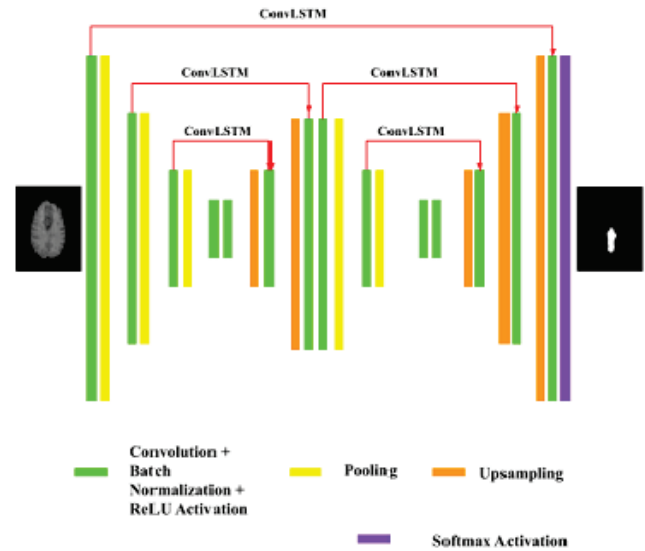 ConvLSTM
ConvLSTM
ConvLSTM
ConvLSTM
ConvLSTM
Convolution +
Batch
Normalization +
ReLU Activation
Pooling
Upsampling
Softmax Activation